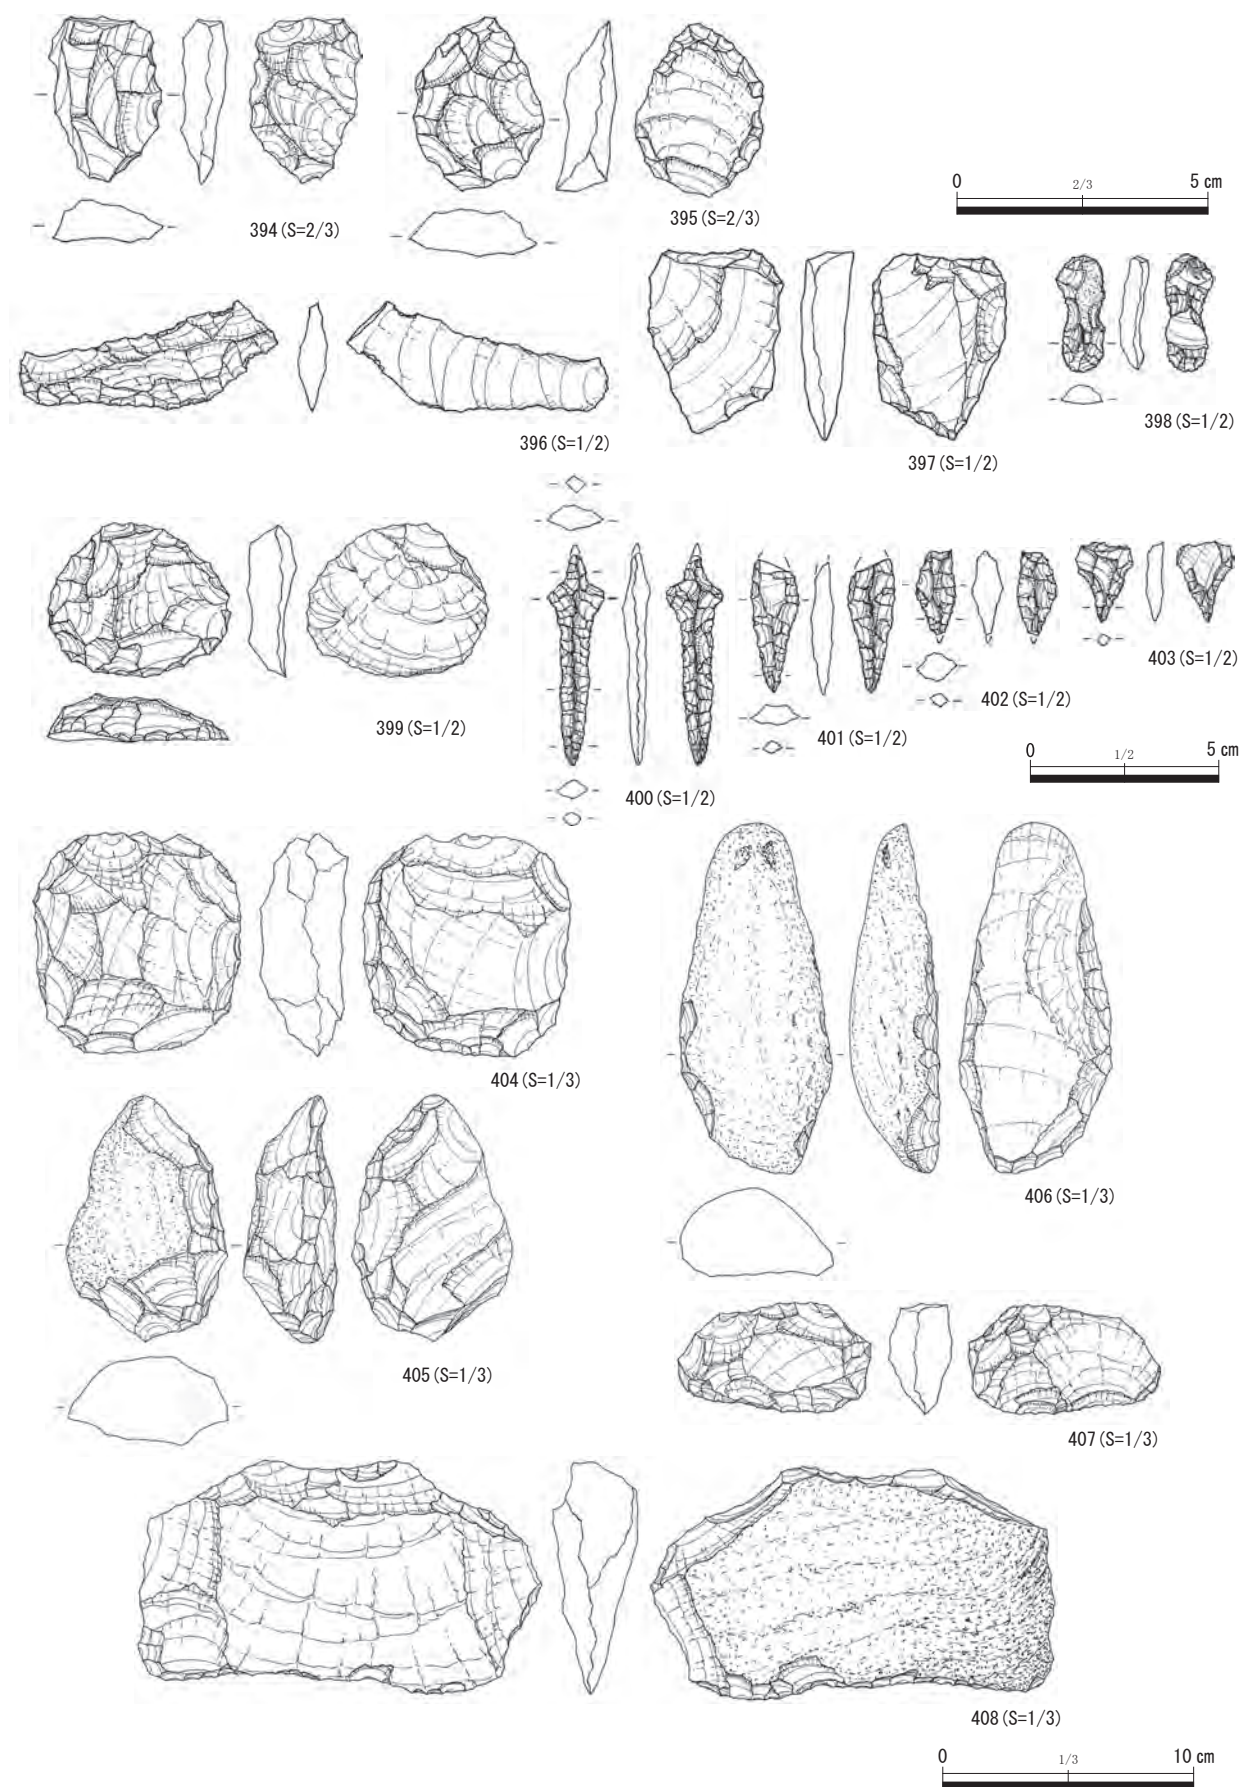 394(S=2/3)
395(S=2/3)
0 2/3 5 cm
396(S=1/2)
397(S=1/2)
398(S=1/2)
399(S=1/2)
400(S=1/2)
401(S=1/2)
402(S=1/2)
403(S=1/2)
0 1/2 5 cm
404(S=1/3)
405(S=1/3)
406(S=1/3)
407(S=1/3)
408(S=1/3)
0 1/3 10 cm